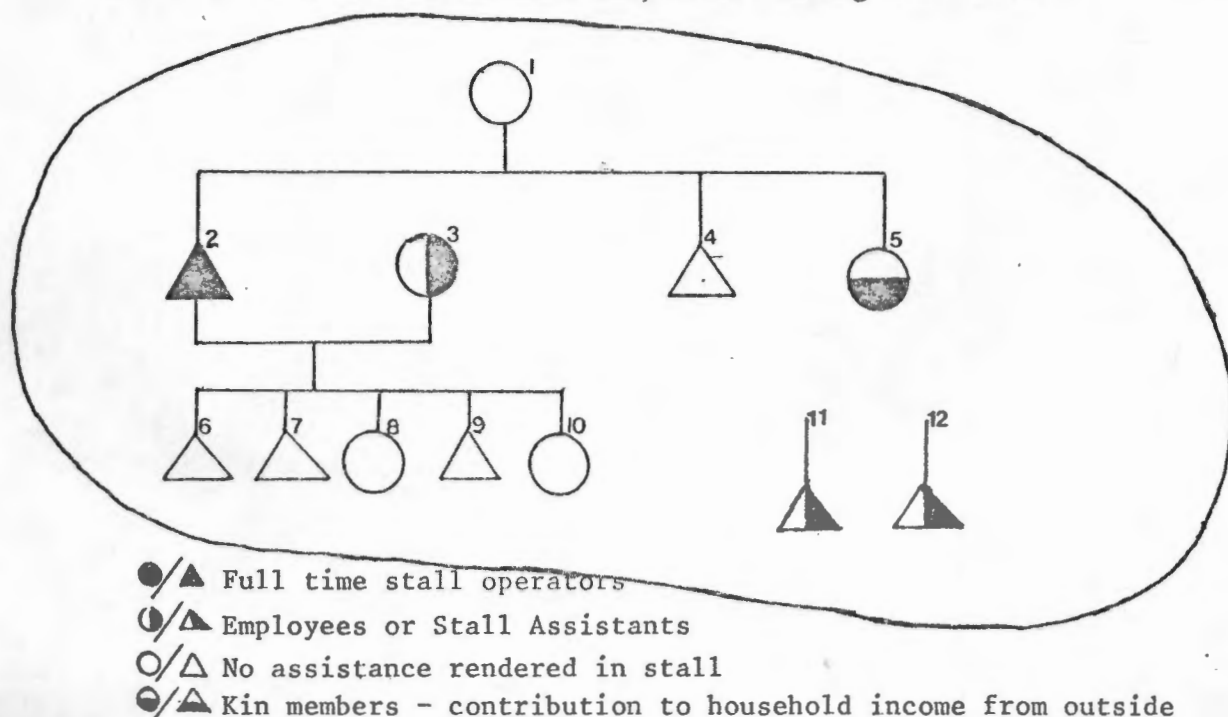 1
2 3 4 5
6 7 8 9 10
11 12
Full time stall operators
Employees or Stall Assistants
No assistance rendered in stall
Kin members - contribution to household income from outside